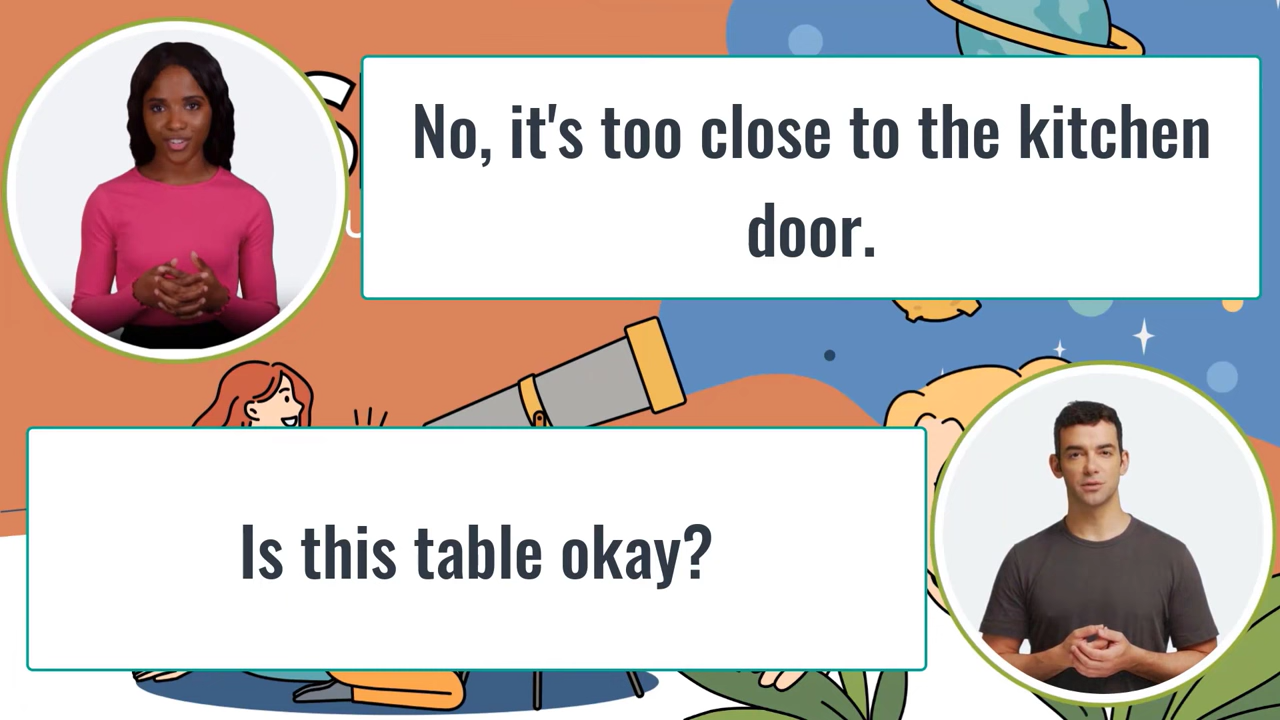 No, it's too close to the kitchen
door.
Is this table okay?